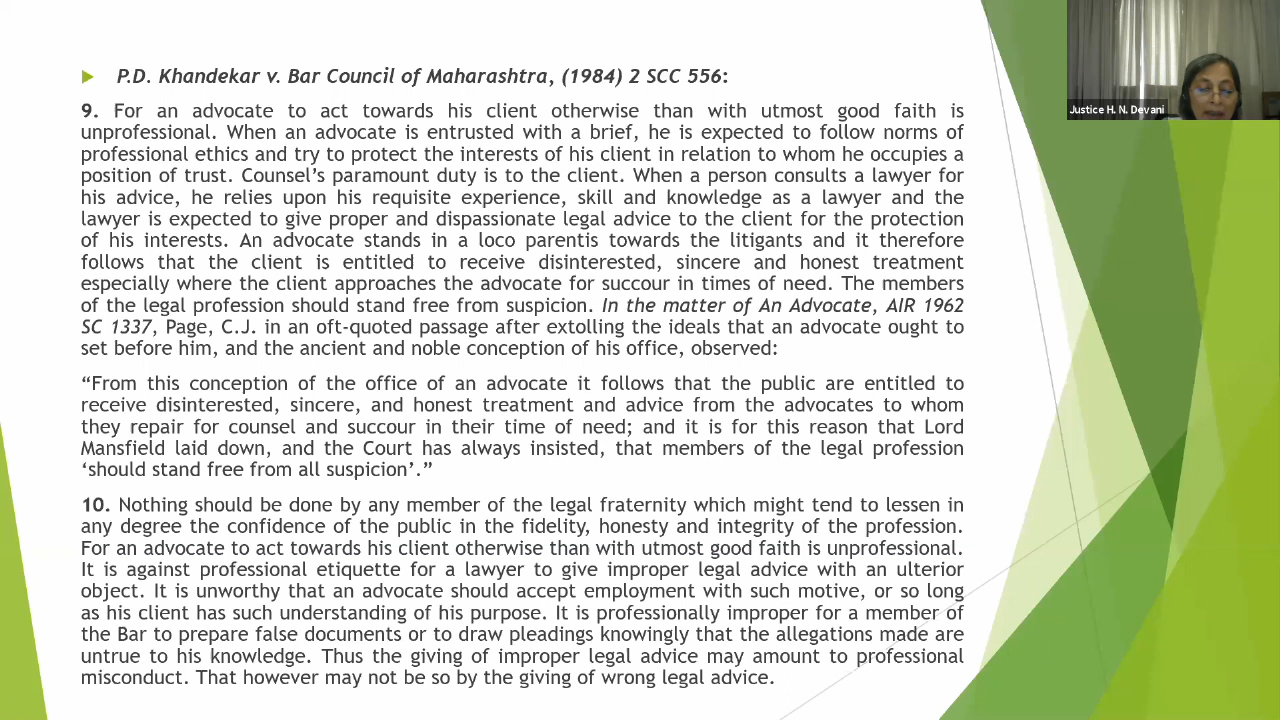 P.D. Khandekar v. Bar Council of Maharashtra, (1984) 2 SCC 556:
Justice H. N. Devani
9. For an advocate to act towards his client otherwise than with utmost good faith is
unprofessional. When an advocate is entrusted with a brief, he is expected to follow norms of
professional ethics and try to protect the interests of his client in relation to whom he occupies a
position of trust. Counsel’s paramount duty is to the client. When a person consults a lawyer for
his advice, he relies upon his requisite experience, skill and knowledge as a lawyer and the
lawyer is expected to give proper and dispassionate legal advice to the client for the protection
of his interests. An advocate stands in a loco parentis towards the litigants and it therefore
follows that the client is entitled to receive disinterested, sincere and honest treatment
especially where the client approaches the advocate for succour in times of need. The members
of the legal profession should stand free from suspicion. In the matter of An Advocate, AIR 1962
SC 1337, Page, C.J. in an oft-quoted passage after extolling the ideals that an advocate ought to
set before him, and the ancient and noble conception of his office, observed:
“From this conception of the office of an advocate it follows that the public are entitled to
receive disinterested, sincere, and honest treatment and advice from the advocates to whom
they repair for counsel and succour in their time of need; and it is for this reason that Lord
Mansfield laid down, and the Court has always insisted, that members of the legal profession
‘should stand free from all suspicion’.”
10. Nothing should be done by any member of the legal fraternity which might tend to lessen in
any degree the confidence of the public in the fidelity, honesty and integrity of the profession.
For an advocate to act towards his client otherwise than with utmost good faith is unprofessional.
It is against professional etiquette for a lawyer to give improper legal advice with an ulterior
object. It is unworthy that an advocate should accept employment with such motive, or so long
as his client has such understanding of his purpose. It is professionally improper for a member of
the Bar to prepare false documents or to draw pleadings knowingly that the allegations made are
untrue to his knowledge. Thus the giving of improper legal advice may amount to professional
misconduct. That however may not be so by the giving of wrong legal advice.